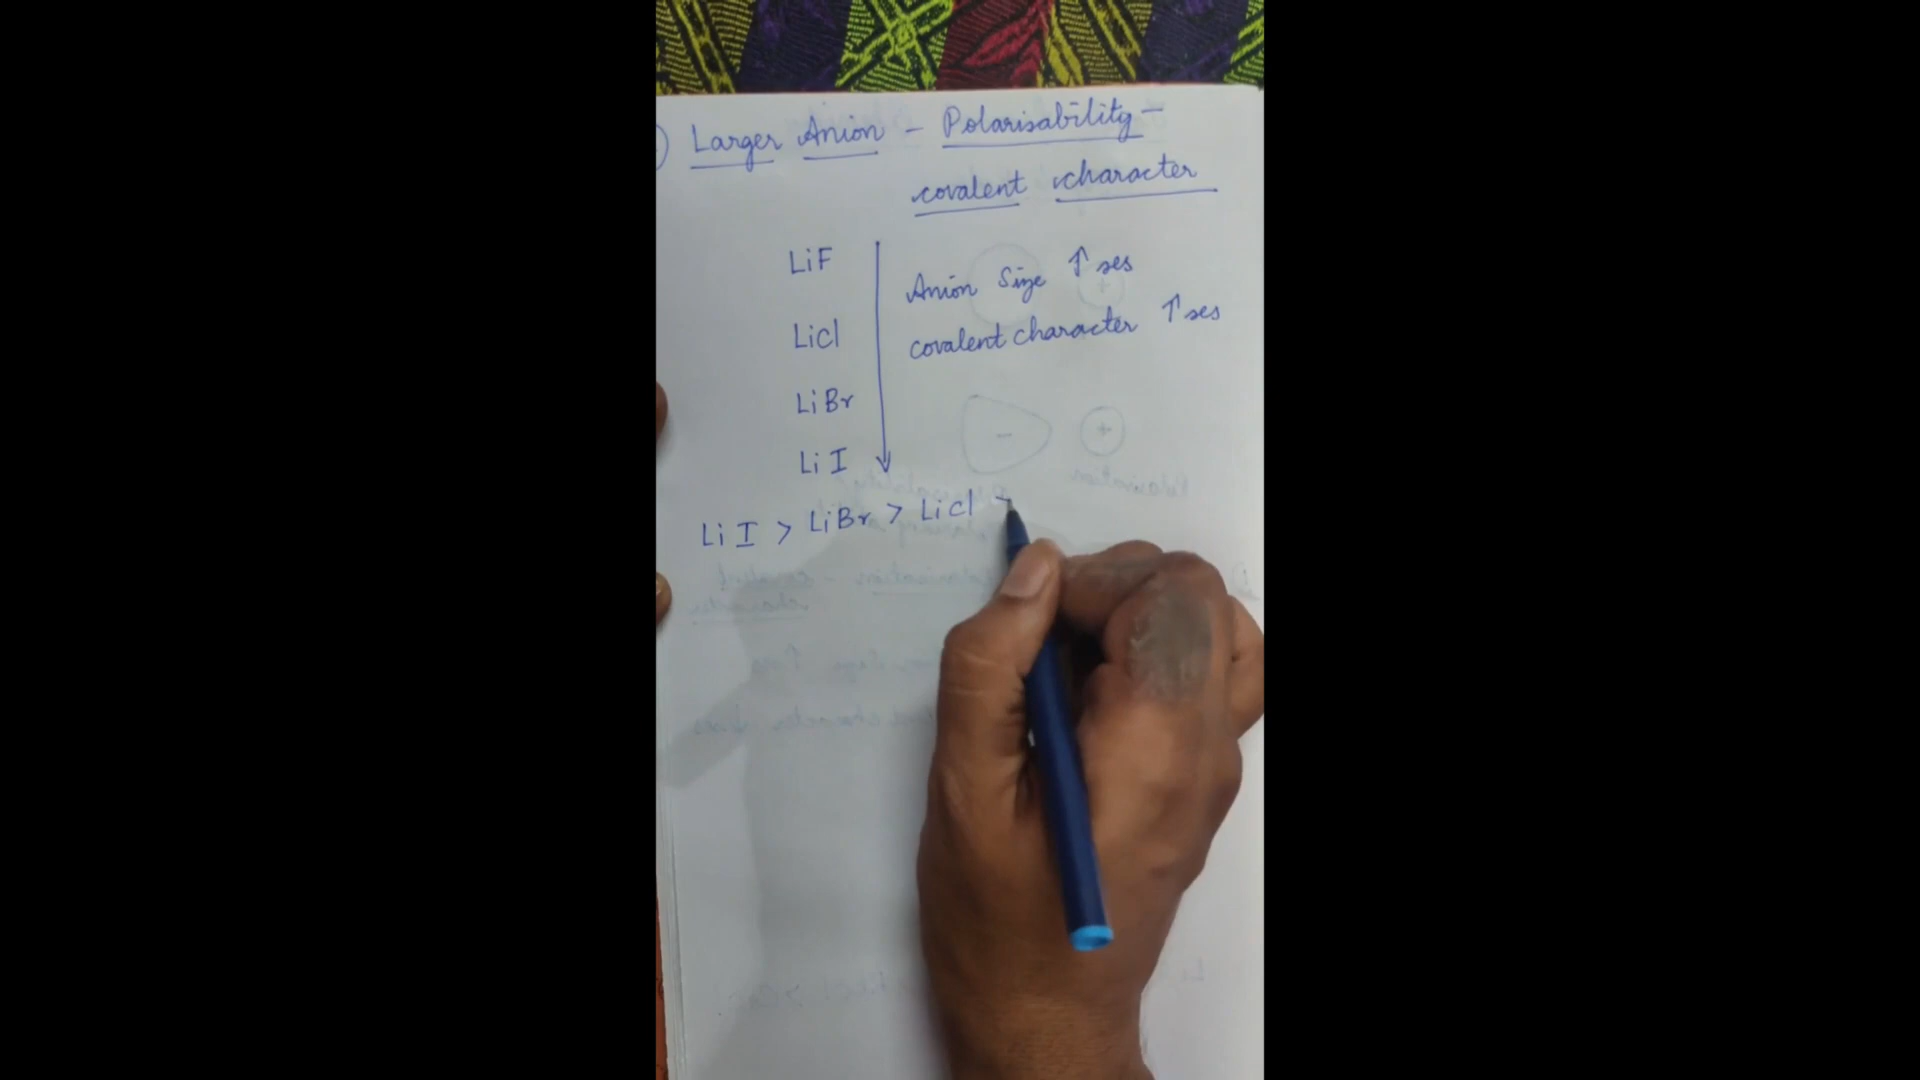 ) Larger Anion - Polarisability -
covalent character
LiF
Anion Size ↑ses
LiCl
covalent character ↑ses
LiBr
LiI
LiI > LiBr > LiCl >